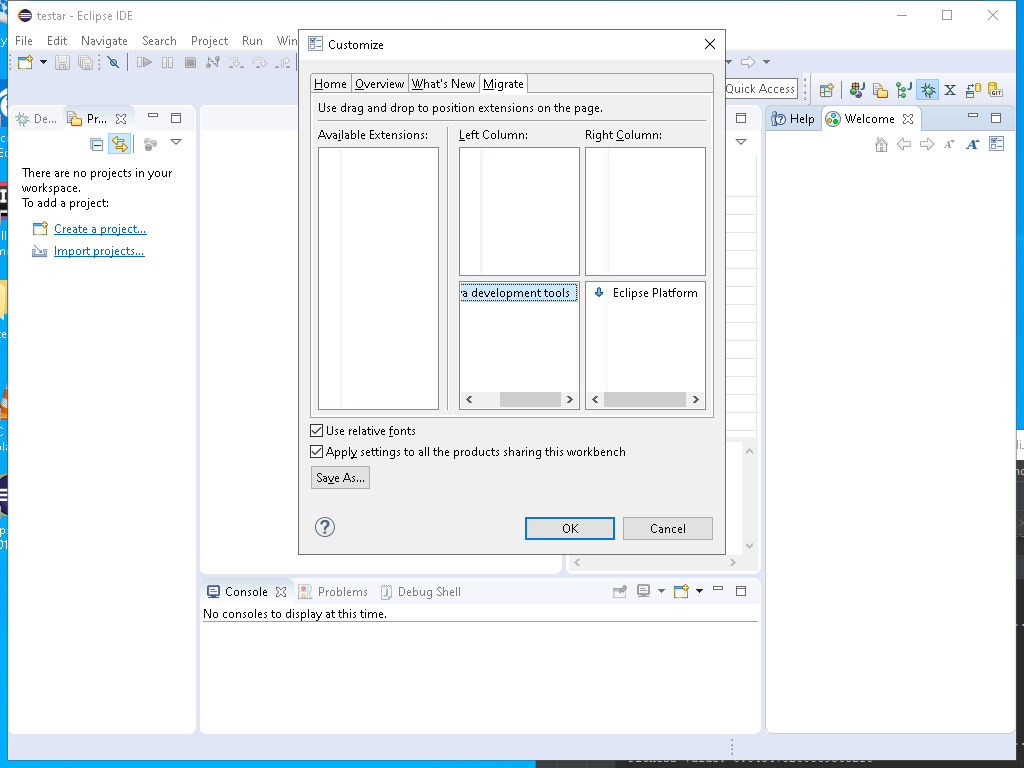 testar - Eclipse IDE
File Edit Navigate Search Project Run Win
Quick Access
De... Pr...
There are no projects in your
workspace.
To add a project:
Create a project...
Import projects...
Customize
Home Overview What's New Migrate
Use drag and drop to position extensions on the page.
Available Extensions: Left Column: Right Column:
a development tools Eclipse Platform
Use relative fonts
Apply settings to all the products sharing this workbench
Save As...
OK Cancel
Help Welcome
Console Problems Debug Shell
No consoles to display at this time.